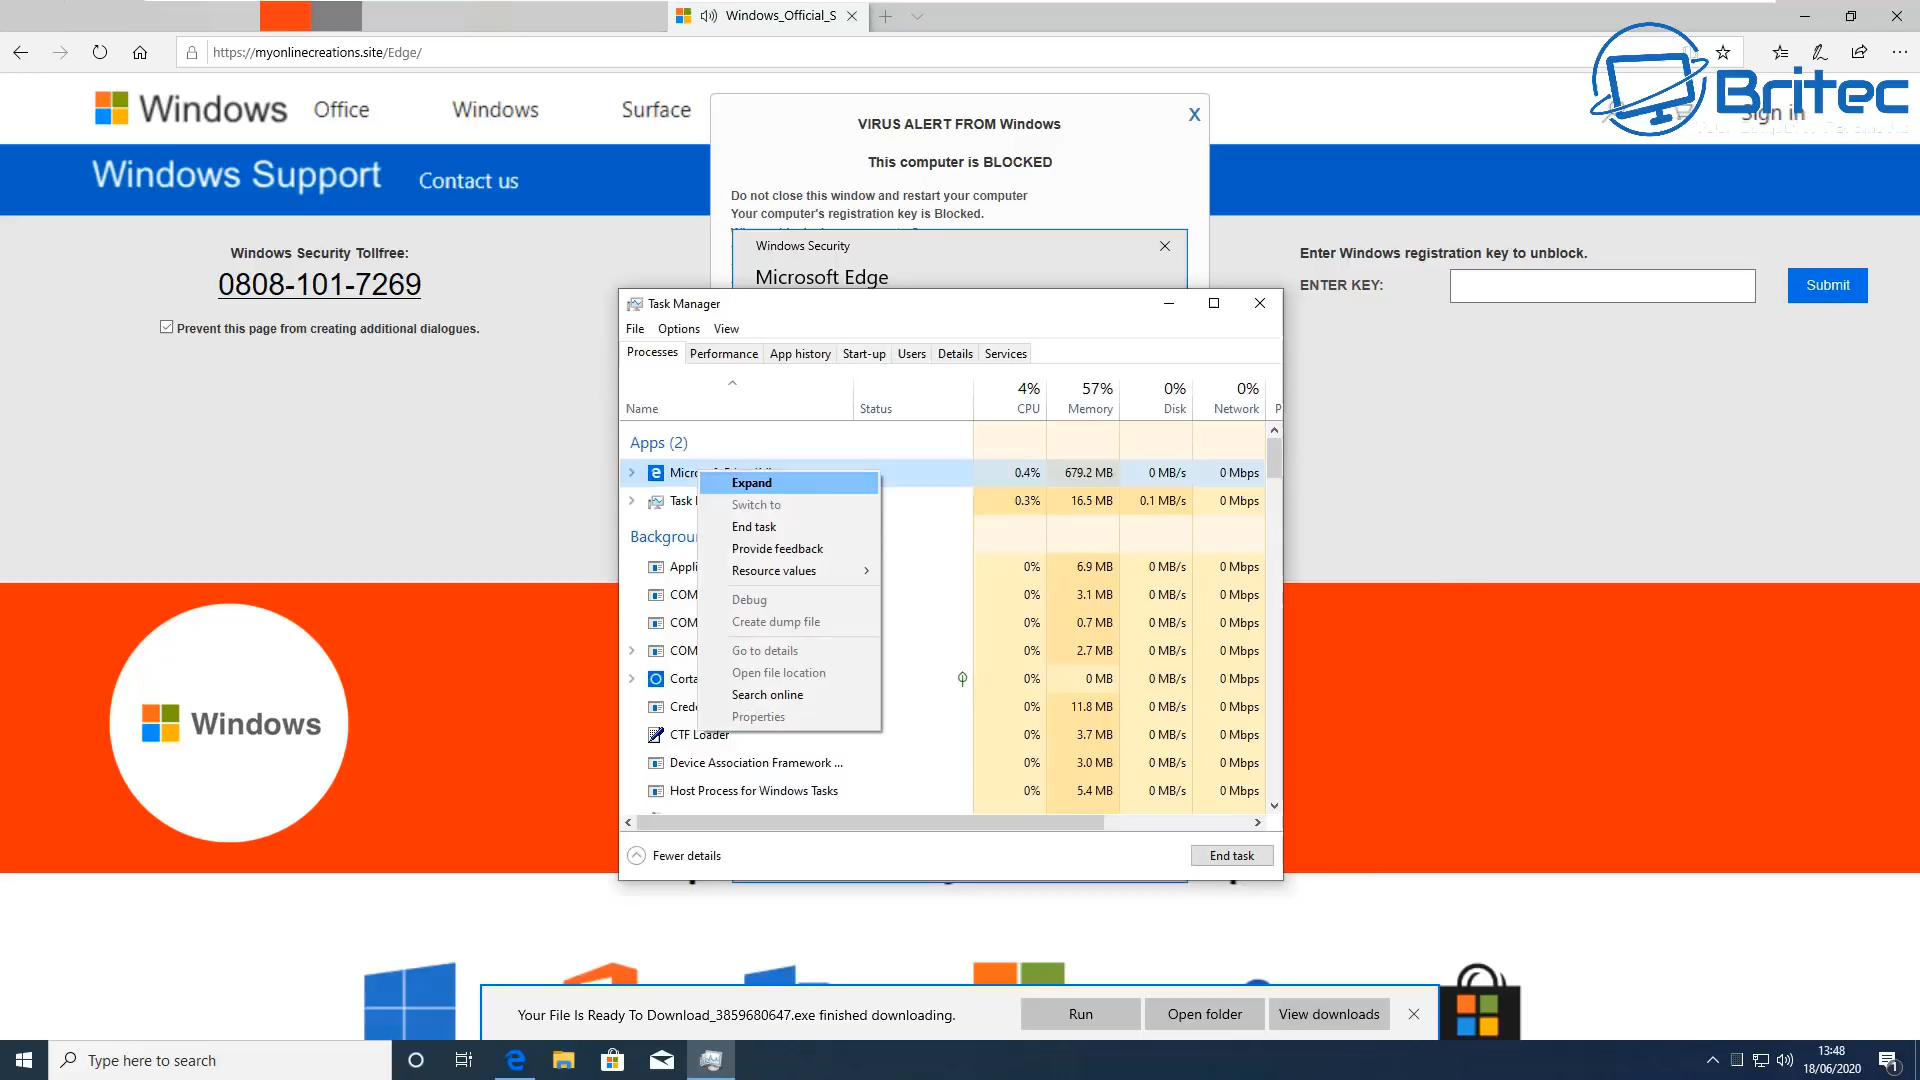 Windows_Official_S
https://myonlinecreations.site/Edge/
Britec
Windows Office Windows Surface
Sign in
Windows Support Contact us
X
VIRUS ALERT FROM Windows
This computer is BLOCKED
Do not close this window and restart your computer
Your computer's registration key is Blocked.
Windows Security
Microsoft Edge
Windows Security Tollfree:
0808-101-7269
Prevent this page from creating additional dialogues.
Enter Windows registration key to unblock.
ENTER KEY:
Submit
Task Manager
File Options View
Processes Performance App history Start-up Users Details Services
4% 57% 0% 0%
Name Status CPU Memory Disk Network P
Apps (2)
0.4% 679.2 MB 0 MB/s 0 Mbps
Task 0.3% 16.5 MB 0.1 MB/s 0 Mbps
Expand
Switch to
End task
Provide feedback
Resource values
Debug
Create dump file
Go to details
Open file location
Search online
Properties
Backgrou
Appli 0% 6.9 MB 0 MB/s 0 Mbps
COM 0% 3.1 MB 0 MB/s 0 Mbps
COM 0% 0.7 MB 0 MB/s 0 Mbps
COM 0% 2.7 MB 0 MB/s 0 Mbps
Corta 0% 0 MB 0 MB/s 0 Mbps
Crede 0% 11.8 MB 0 MB/s 0 Mbps
CTF Loader 0% 3.7 MB 0 MB/s 0 Mbps
Device Association Framework ... 0% 3.0 MB 0 MB/s 0 Mbps
Host Process for Windows Tasks 0% 5.4 MB 0 MB/s 0 Mbps
Fewer details
End task
Windows
Your File Is Ready To Download_3859680647.exe finished downloading.
Run
Open folder
View downloads
Type here to search
13:48
18/06/2020
1